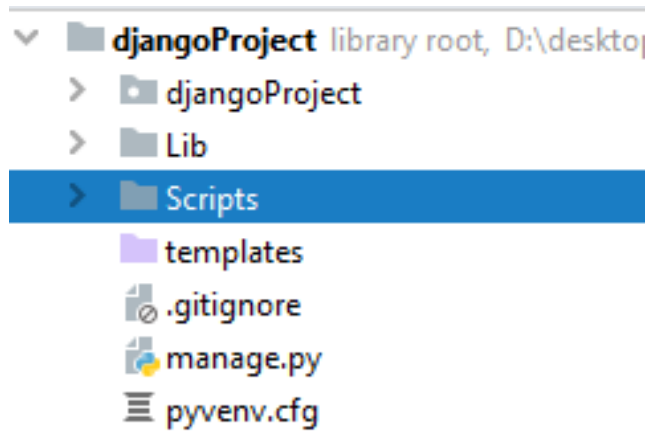 djangoProject library root, D:\deskto
djangoProject
Lib
Scripts
templates
.gitignore
manage.py
pyvenv.cfg